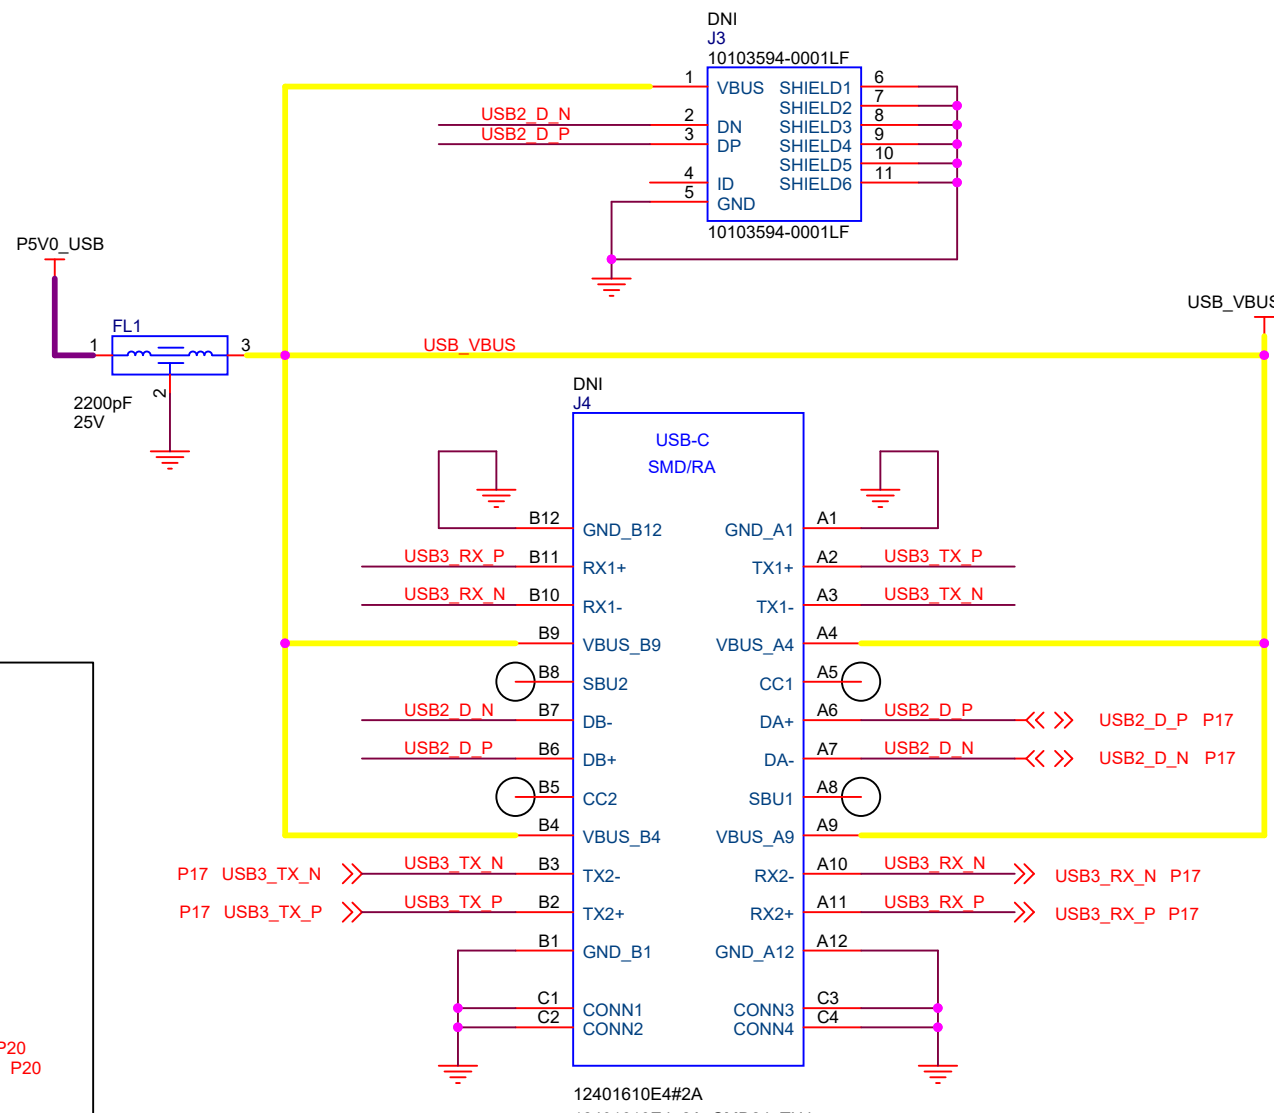 DNI
J3
10103594-0001LF
1 VBUS SHIELD1 6
SHIELD2 7
USB2_D_N 2 DN SHIELD3 8
USB2_D_P 3 DP SHIELD4 9
SHIELD5 10
4 ID SHIELD6 11
5 GND
10103594-0001LF
P5V0_USB
USB_VBUS
FL1
1 3 USB_VBUS
2
2200pF
25V
DNI
J4
USB-C
SMD/RA
B12 GND_B12 GND_A1 A1
USB3_RX_P B11 RX1+ TX1+ A2 USB3_TX_P
USB3_RX_N B10 RX1- TX1- A3 USB3_TX_N
B9 VBUS_B9 VBUS_A4 A4
B8 SBU2 CC1 A5
USB2_D_N B7 DB- DA+ A6 USB2_D_P USB2_D_P P17
USB2_D_P B6 DB+ DA- A7 USB2_D_N USB2_D_N P17
B5 CC2 SBU1 A8
B4 VBUS_B4 VBUS_A9 A9
P17 USB3_TX_N USB3_TX_N B3 TX2- RX2- A10 USB3_RX_N USB3_RX_N P17
P17 USB3_TX_P USB3_TX_P B2 TX2+ RX2+ A11 USB3_RX_P USB3_RX_P P17
B1 GND_B1 GND_A12 A12
C1 CONN1 CONN3 C3
C2 CONN2 CONN4 C4
P20
P20
12401610E4#2A